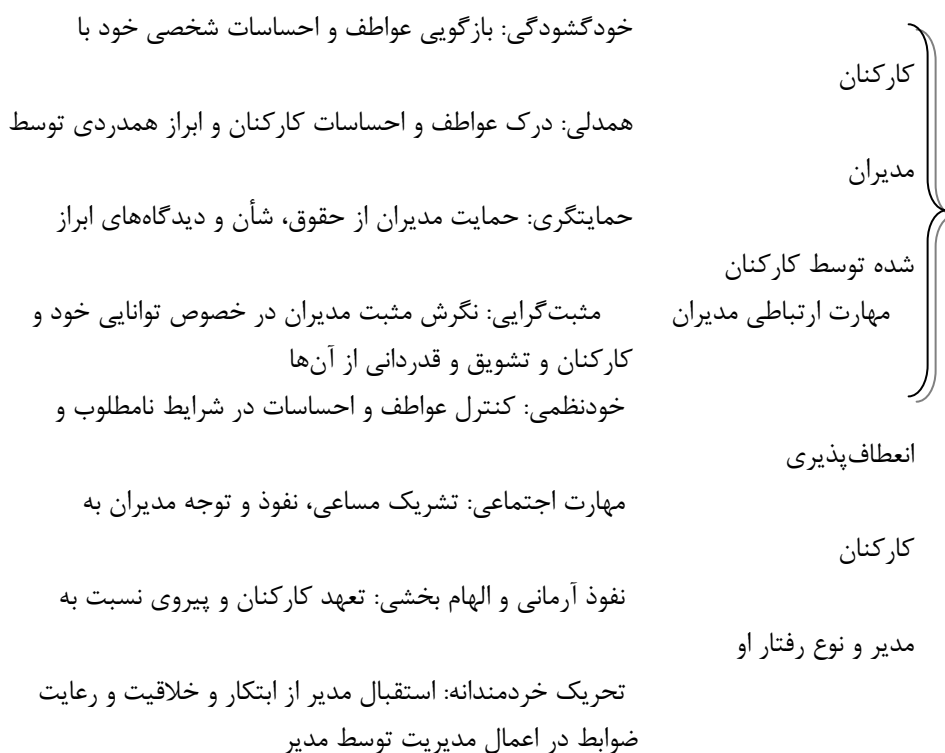 خودگشودگی: بازگویی عواطف و احساسات شخصی خود با
کارکنان
همدلی: درک عواطف و احساسات کارکنان و ابراز همدردی توسط
مدیران
حمایتگری: حمایت مدیران از حقوق، شأن و دیدگاه‌های ابراز
شده توسط کارکنان
مهارت ارتباطی مدیران مثبت‌گرایی: نگرش مثبت مدیران در خصوص توانایی خود و
کارکنان و تشویق و قدردانی از آن‌ها
خودنظمی: کنترل عواطف و احساسات در شرایط نامطلوب و
انعطاف‌پذیری
مهارت اجتماعی: تشریک مساعی، نفوذ و توجه مدیران به
کارکنان
نفوذ آرمانی و الهام بخشی: تعهد کارکنان و پیروی نسبت به
مدیر و نوع رفتار او
تحریک خردمندانه: استقبال مدیر از ابتکار و خلاقیت و رعایت
ضوابط در اعمال مدیریت توسط مدیر